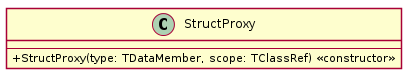 C StructProxy
+StructProxy(type: TDataMember, scope: TClassRef) «constructor»